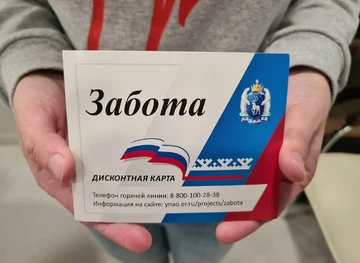 Забота
ДИСКОНТНАЯ КАРТА
Телефон горячей линии: 8-800-100-28-38
Информация на сайте: ynao.er.ru/projects/zabota